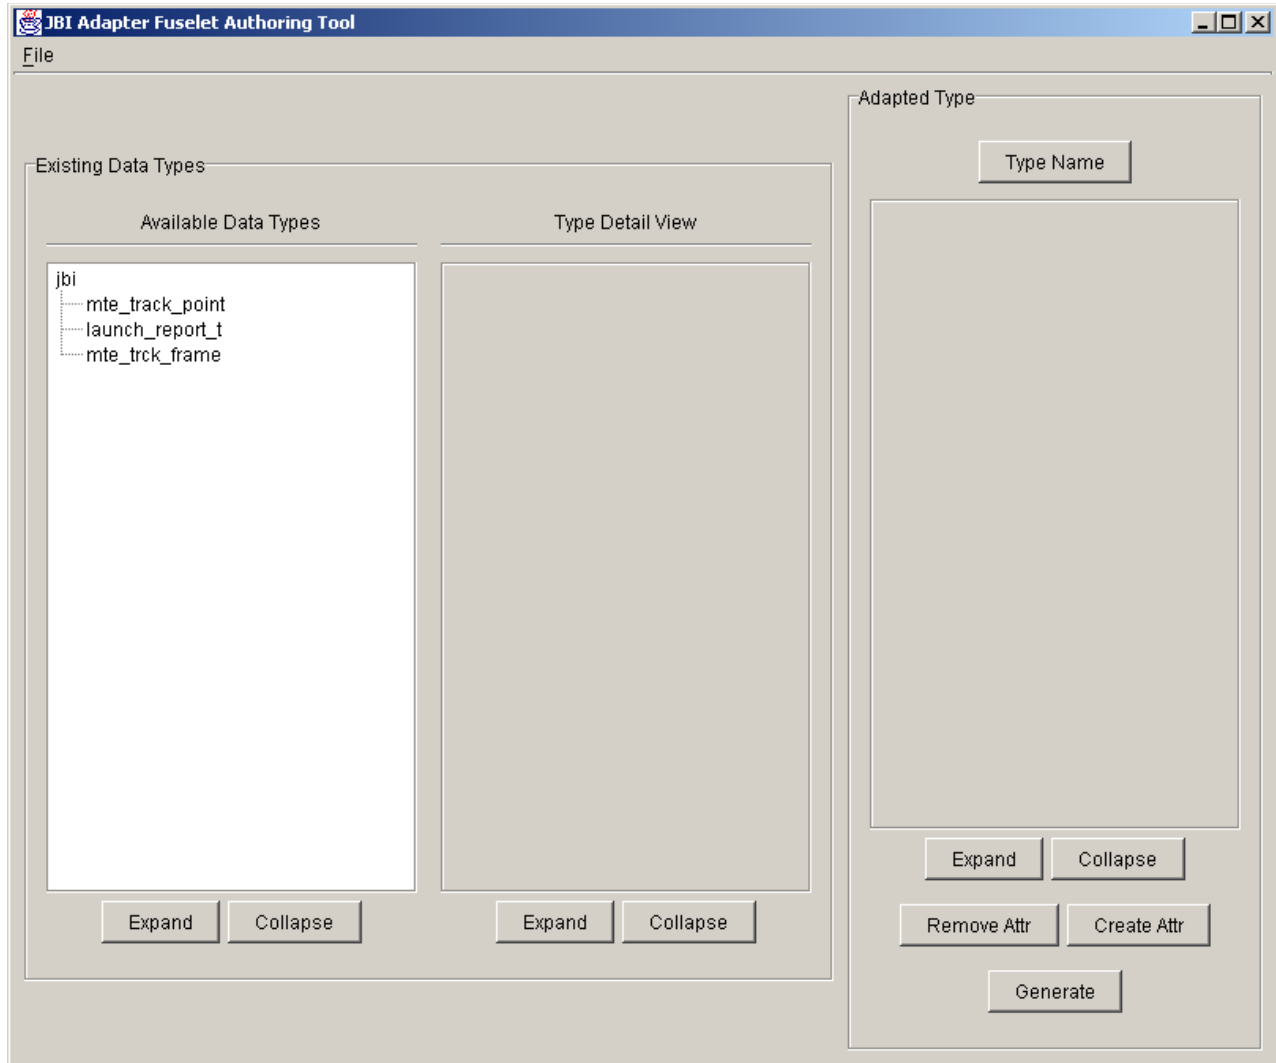 JBI Adapter Fuselet Authoring Tool
File
Existing Data Types
Available Data Types
jbi
mte_track_point
launch_report_t
mte_trck_frame
Expand Collapse
Type Detail View
Expand Collapse
Adapted Type
Type Name
Expand Collapse
Remove Attr Create Attr
Generate